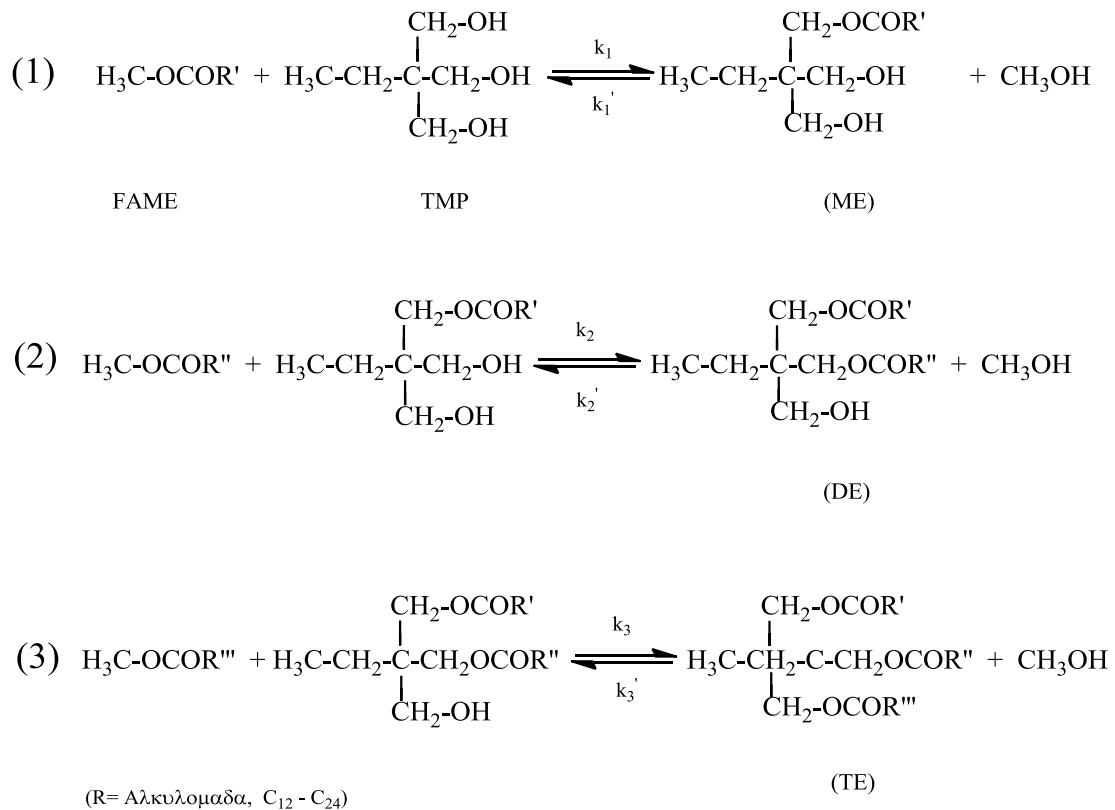 CH₂-OH CH₂-OCOR'
(1) H₃C-OCOR' + H₃C-CH₂-C-CH₂-OH k₁ k₁' H₃C-CH₂-C-CH₂-OH + CH₃OH
CH₂-OH CH₂-OH
FAME TMP (ME)
CH₂-OCOR' CH₂-OCOR'
(2) H₃C-OCOR" + H₃C-CH₂-C-CH₂-OH k₂ k₂' H₃C-CH₂-C-CH₂OCOR" + CH₃OH
CH₂-OH CH₂-OH
(DE)
CH₂-OCOR' CH₂-OCOR'
(3) H₃C-OCOR''' + H₃C-CH₂-C-CH₂OCOR" k₃ k₃' H₃C-CH₂-C-CH₂OCOR" + CH₃OH
CH₂-OH CH₂-OCOR'''
(TE)
(R= Αλκυλομαδα, C₁₂ - C₂₄)